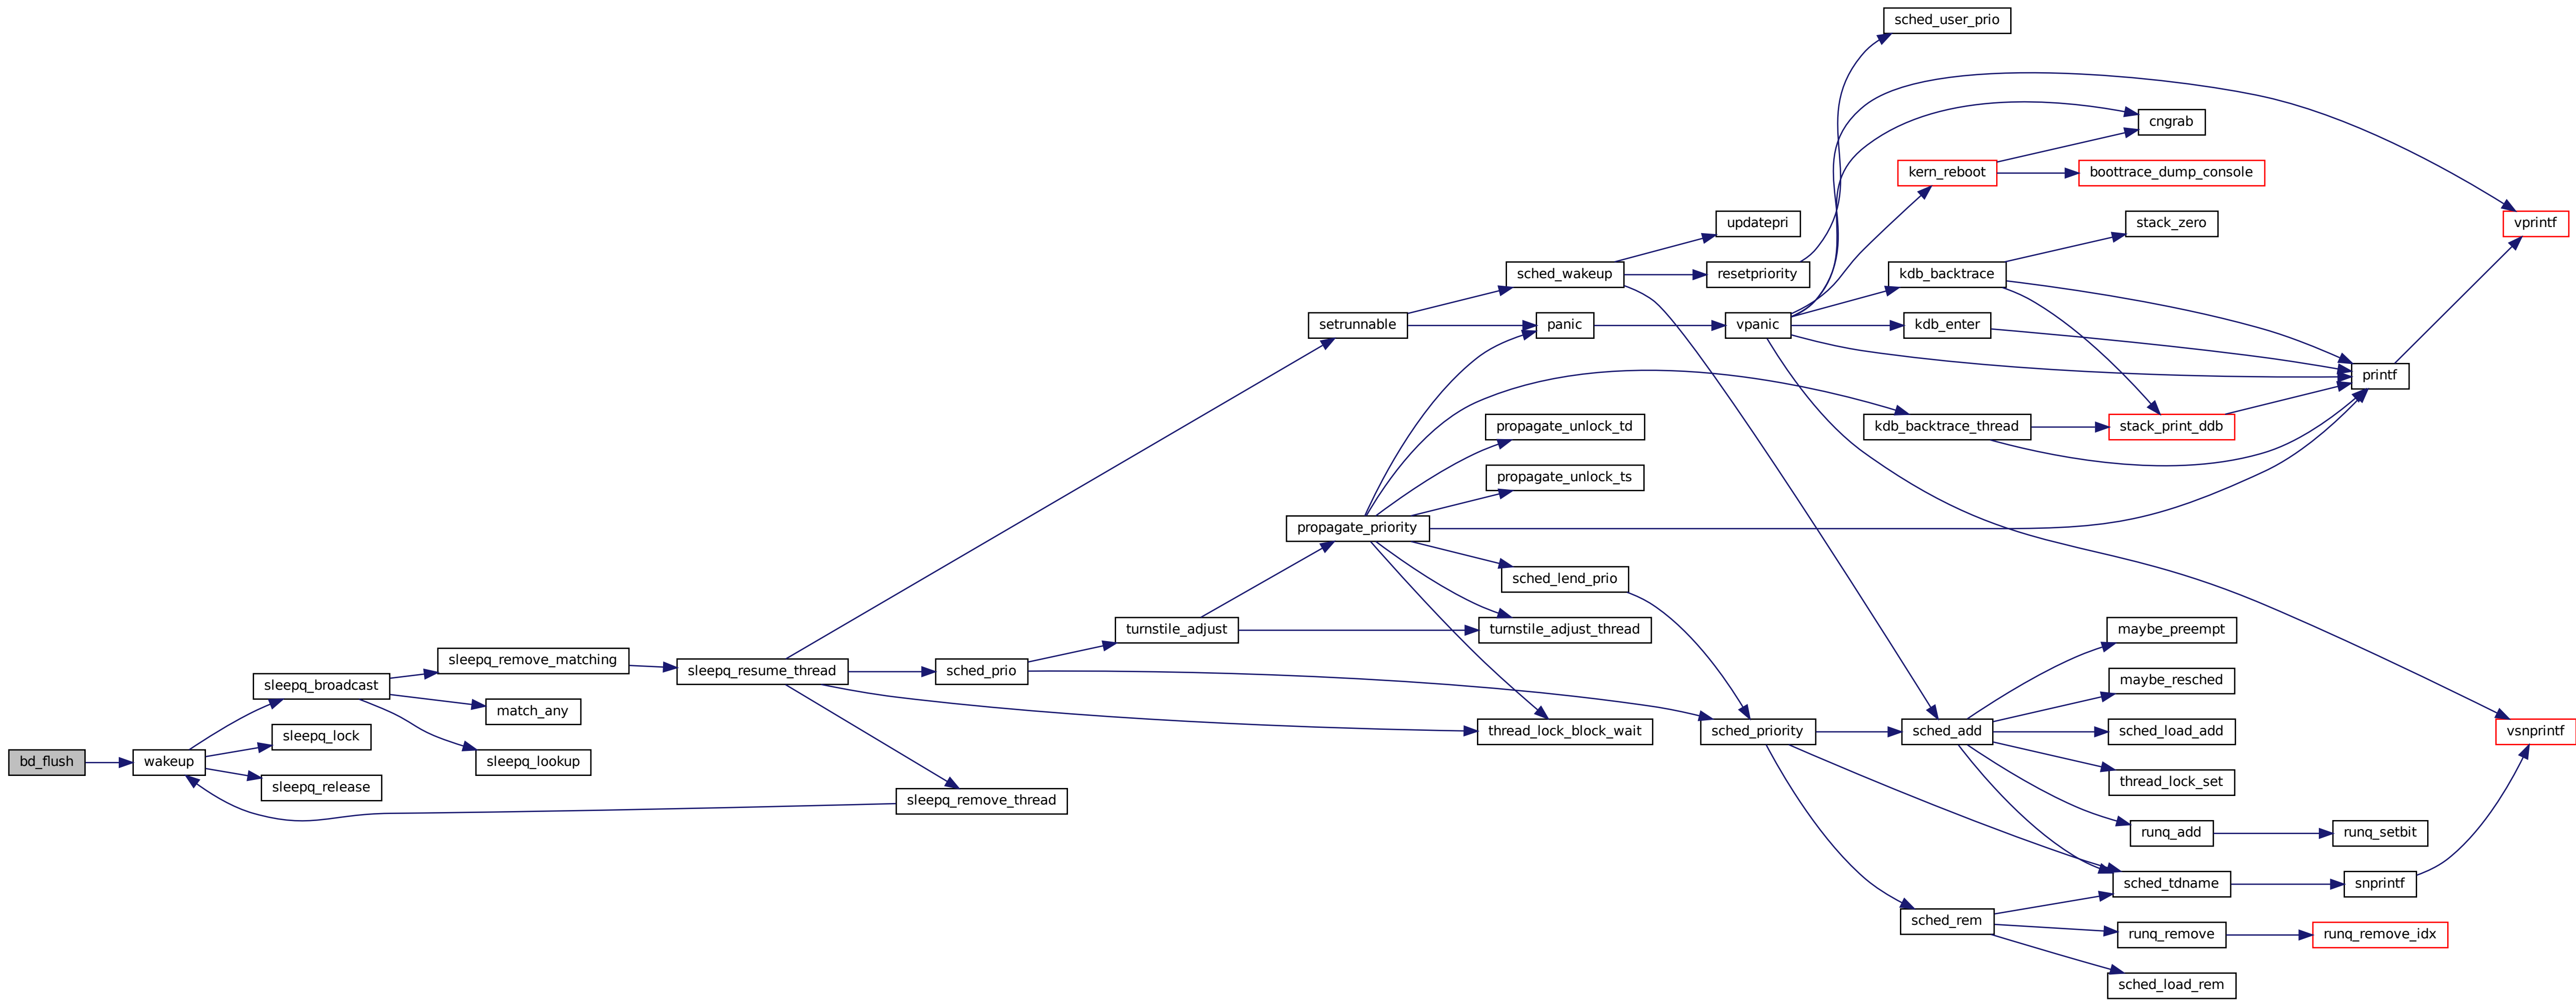 sched_user_prio
cngrab
kern_reboot
boottrace_dump_console
updatepri
stack_zero
vprintf
sched_wakeup
resetpriority
kdb_backtrace
setrunnable
panic
vpanic
kdb_enter
printf
propagate_unlock_td
kdb_backtrace_thread
stack_print_ddb
propagate_unlock_ts
propagate_priority
sched_lend_prio
turnstile_adjust
turnstile_adjust_thread
maybe_preempt
sleepq_remove_matching
sleepq_resume_thread
sched_prio
sleepq_broadcast
maybe_resched
match_any
sleepq_lock
thread_lock_block_wait
sched_priority
sched_add
sched_load_add
vsnprintf
bd_flush
wakeup
sleepq_lookup
sleepq_release
thread_lock_set
sleepq_remove_thread
runq_add
runq_setbit
sched_tdname
snprintf
sched_rem
runq_remove
runq_remove_idx
sched_load_rem